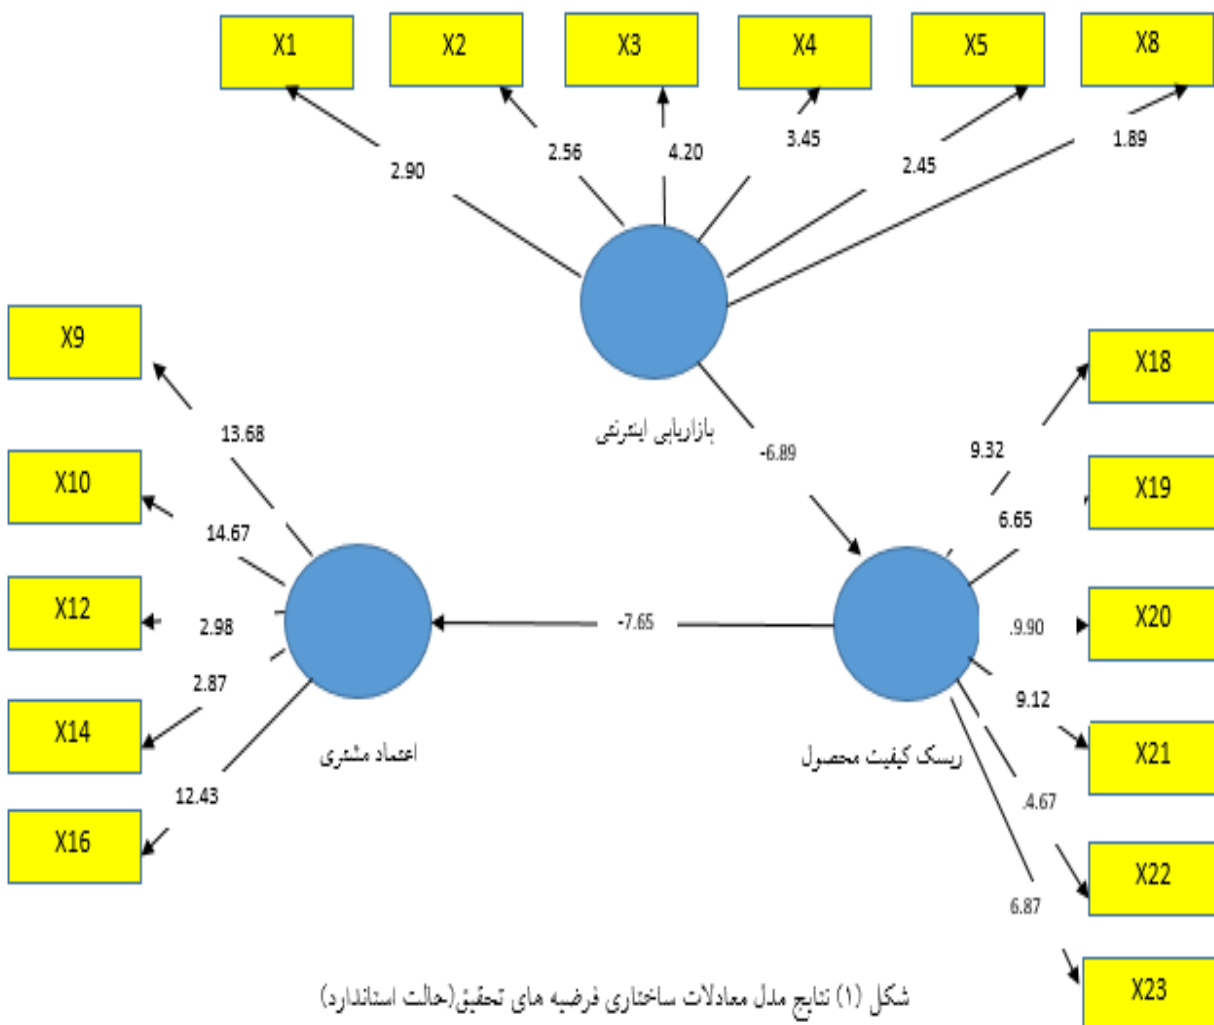 X1
X2
X3
X4
X5
X8
2.90
2.56
4.20
3.45
2.45
1.89
بازاریابی اینترنتی
X9
X10
X12
X14
X16
13.68
14.67
2.98
2.87
12.43
اعتماد مشتری
-6.89
-7.65
X18
X19
X20
X21
X22
X23
9.32
6.65
.9.90
9.12
.4.67
6.87
ریسک کیفیت محصول
شکل (۱) نتایج مدل معادلات ساختاری فرضیه های تحقیق(حالت استاندارد)